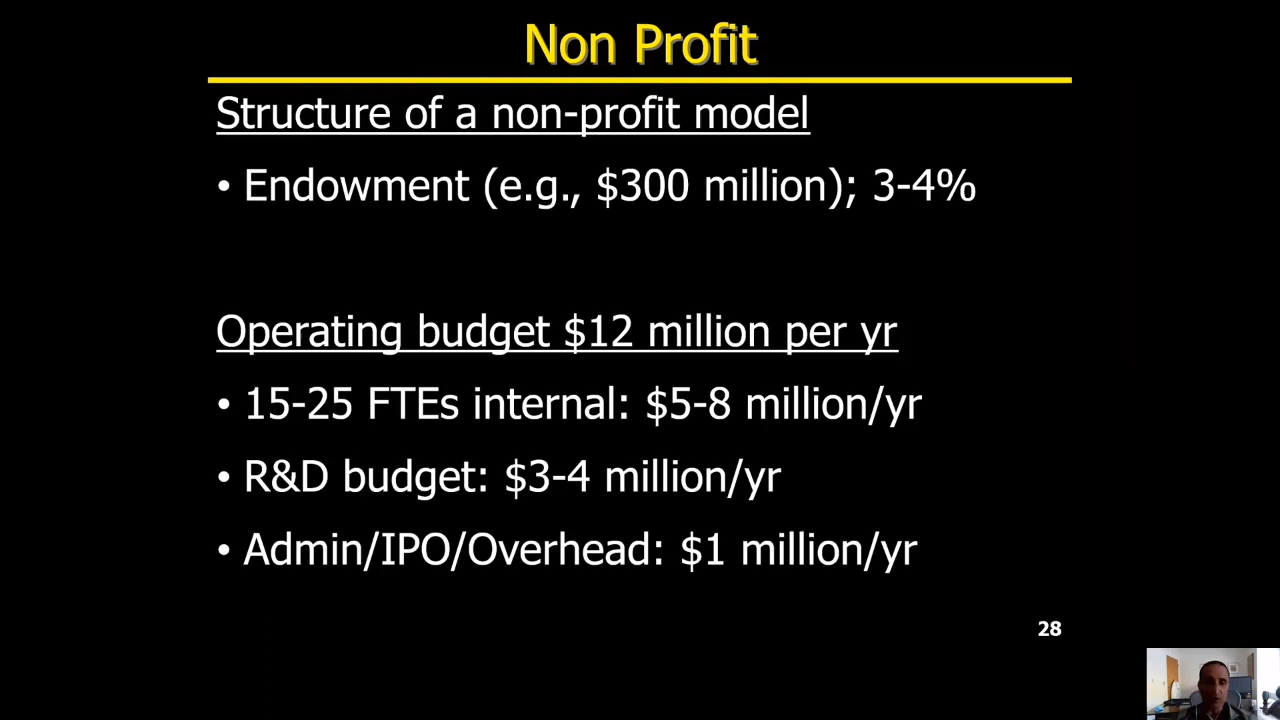 Non Profit
Structure of a non-profit model
• Endowment (e.g., $300 million); 3-4%
Operating budget $12 million per yr
• 15-25 FTEs internal: $5-8 million/yr
• R&D budget: $3-4 million/yr
• Admin/IPO/Overhead: $1 million/yr
28